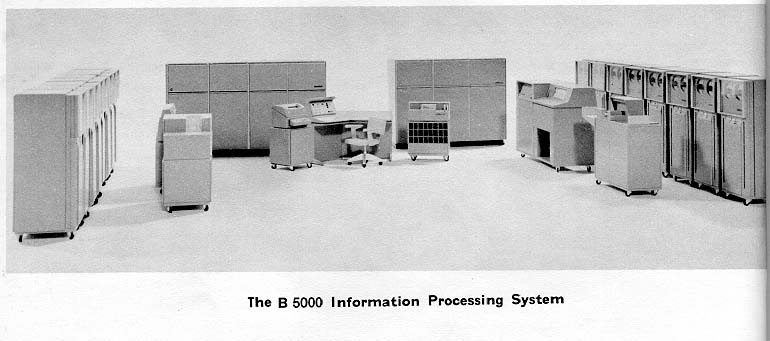 The B 5000 Information Processing System